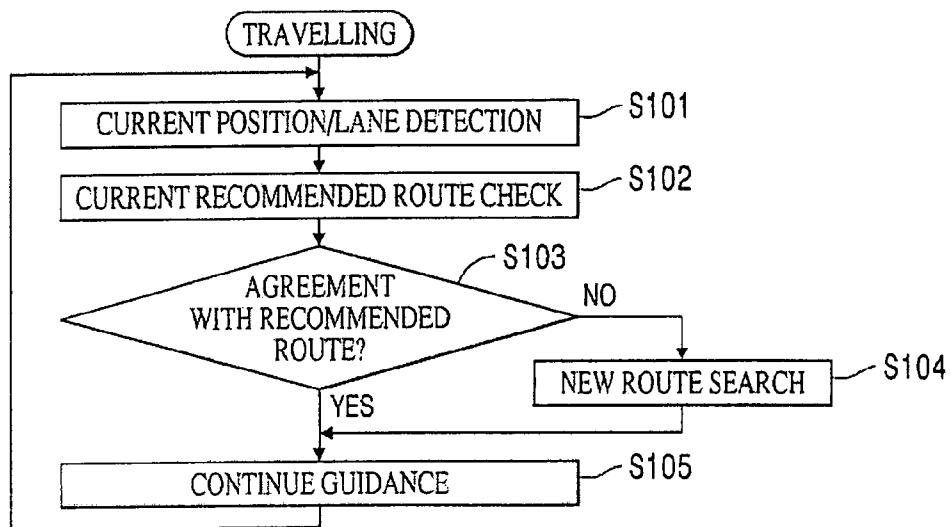 TRAVELLING
CURRENT POSITION/LANE DETECTION
S101
CURRENT RECOMMENDED ROUTE CHECK
S102
S103
AGREEMENT
WITH RECOMMENDED
ROUTE?
NO
NEW ROUTE SEARCH
S104
YES
CONTINUE GUIDANCE
S105